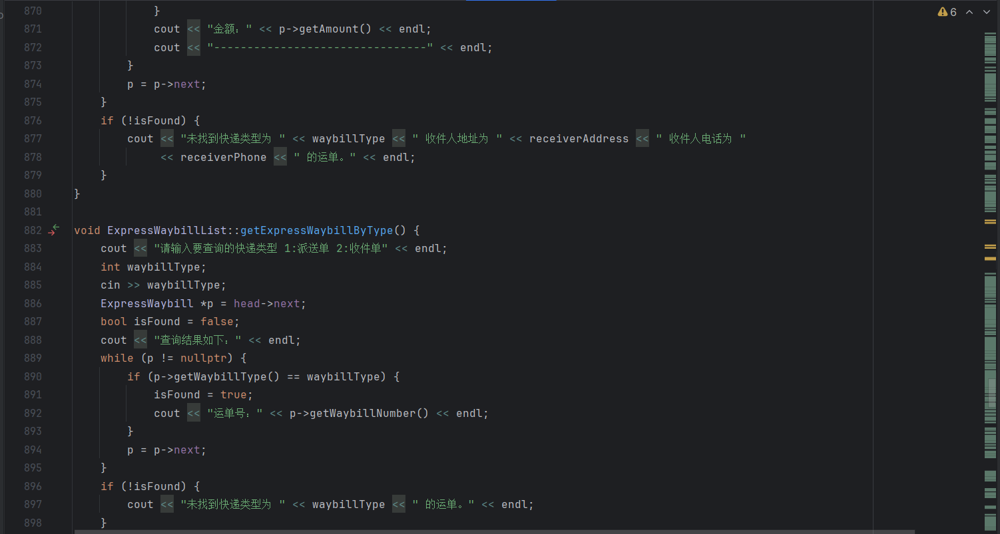 6
870                 }
871                 cout << "金额：" << p->getAmount() << endl;
872                 cout << "--------------------------------" << endl;
873             }
874             p = p->next;
875         }
876         if (!isFound) {
877             cout << "未找到快递类型为 " << waybillType << " 收件人地址为 " << receiverAddress << " 收件人电话为 "
878                  << receiverPhone << " 的运单。" << endl;
879         }
880     }
881
882     void ExpressWaybillList::getExpressWaybillByType() {
883         cout << "请输入要查询的快递类型 1:派送单 2:收件单" << endl;
884         int waybillType;
885         cin >> waybillType;
886         ExpressWaybill *p = head->next;
887         bool isFound = false;
888         cout << "查询结果如下：" << endl;
889         while (p != nullptr) {
890             if (p->getWaybillType() == waybillType) {
891                 isFound = true;
892                 cout << "运单号：" << p->getWaybillNumber() << endl;
893             }
894             p = p->next;
895         }
896         if (!isFound) {
897             cout << "未找到快递类型为 " << waybillType << " 的运单。" << endl;
898         }